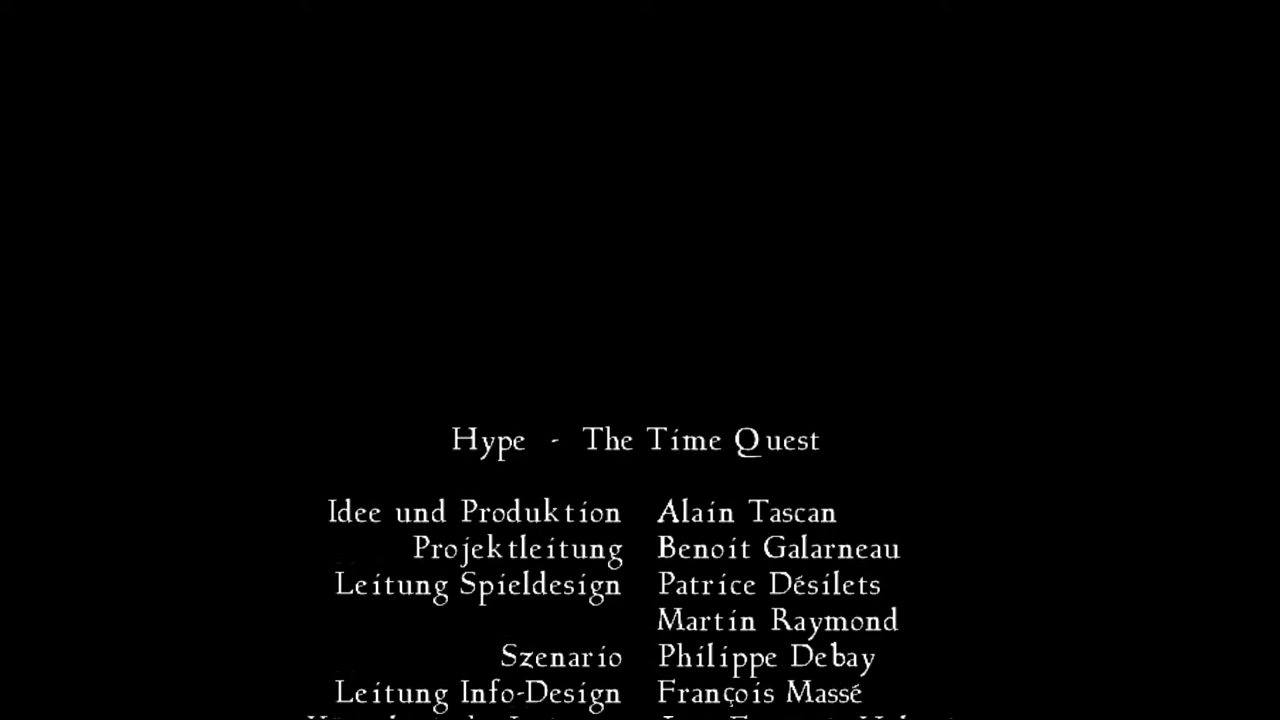 Hype - The Time Quest
Idee und Produktion Alain Tascan
Projektleitung Benoit Galarneau
Leitung Spieldesign Patrice Désilets
Martin Raymond
Szenario Philippe Debay
Leitung Info-Design François Massé